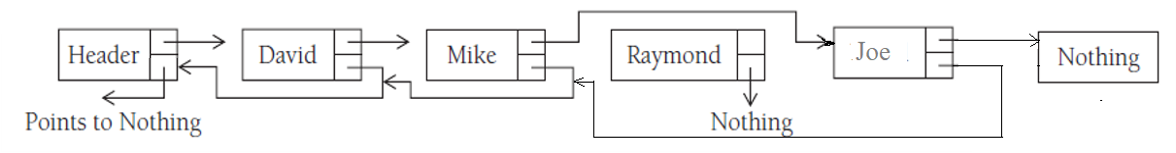 Header David Mike Raymond Joe Nothing
Points to Nothing Nothing